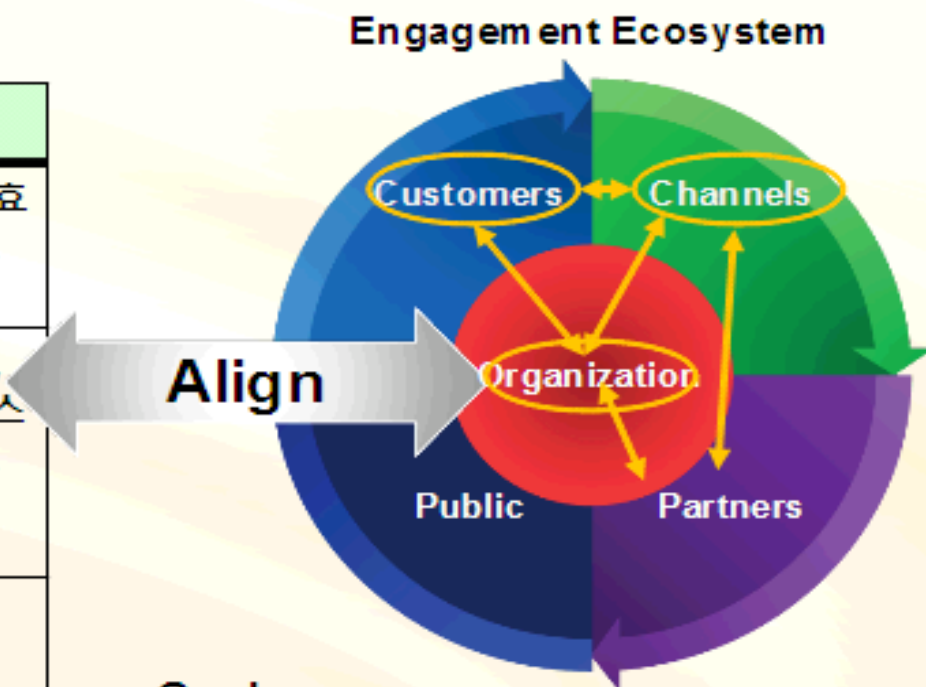 Engagement Ecosystem
Customers
Channels
Align
Organization
Public
Partners